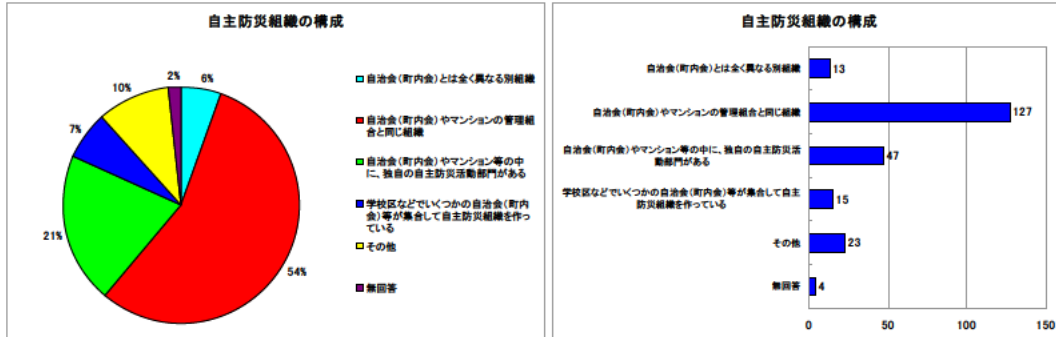 自主防災組織の構成
2%
6%
10%
7%
21%
54%
自治会(町内会)とは全く異なる別組織
自治会(町内会)やマンションの管理組
合と同じ組織
自治会(町内会)やマンション等の中
に、独自の自主防災活動部門がある
学校区などでいくつかの自治会(町内
会)等が集合して自主防災組織を作っ
ている
その他
無回答
自主防災組織の構成
自治会(町内会)とは全く異なる別組織
13
自治会(町内会)やマンションの管理組合と同じ組織
127
自治会(町内会)やマンション等の中に、独自の自主防災活
動部門がある
47
学校区などでいくつかの自治会(町内会)等が集合して自主
防災組織を作っている
15
その他
23
無回答
4
0
50
100
150